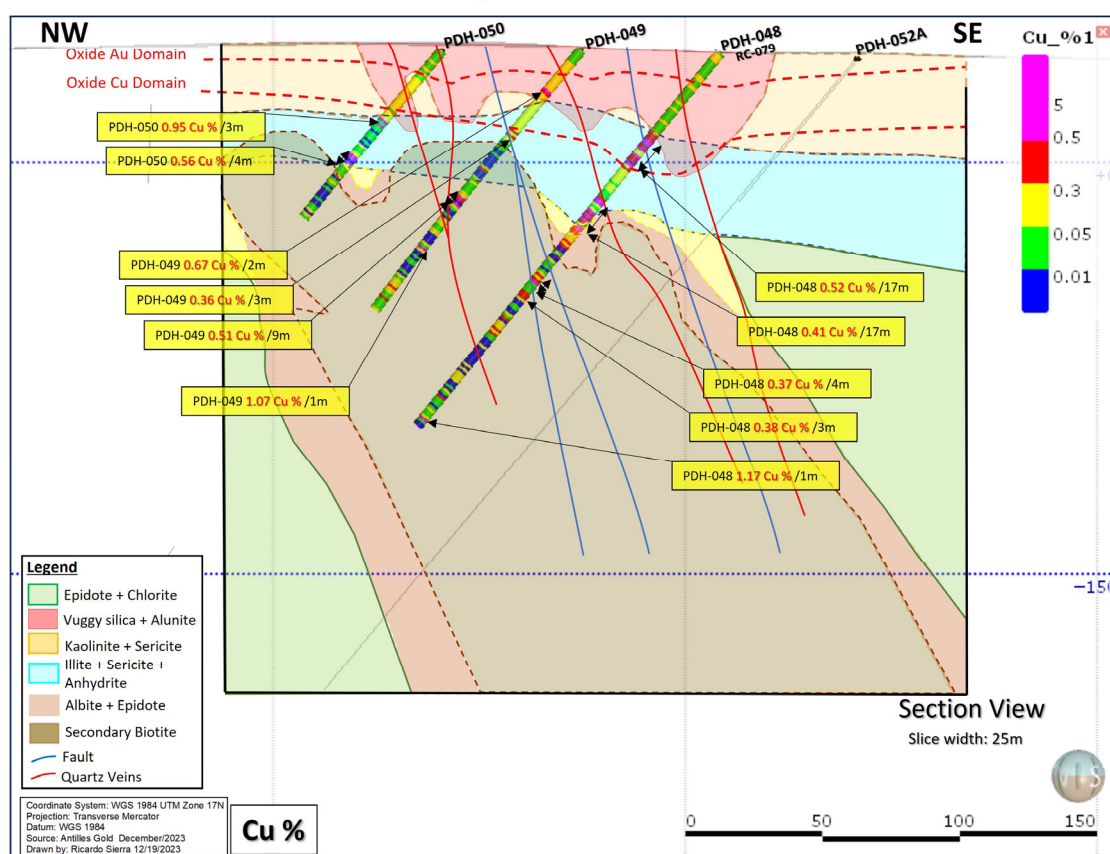 NW
PDH-050
PDH-049
PDH-048
RC-079
PDH-052A
SE
Cu_%1
Oxide Au Domain
Oxide Cu Domain
5
0.5
0.3
0.05
0.01
PDH-050 0.95 Cu % /3m
PDH-050 0.56 Cu % /4m
PDH-049 0.67 Cu % /2m
PDH-049 0.36 Cu % /3m
PDH-049 0.51 Cu % /9m
PDH-049 1.07 Cu % /1m
PDH-048 0.52 Cu % /17m
PDH-048 0.41 Cu % /17m
PDH-048 0.37 Cu % /4m
PDH-048 0.38 Cu % /3m
PDH-048 1.17 Cu % /1m
Legend
Epidote + Chlorite
Vuggy silica + Alunite
Kaolinite + Sericite
Illite + Sericite +
Anhydrite
Albite + Epidote
Secondary Biotite
Fault
Quartz Veins
Section View
Slice width: 25m
Coordinate System: WGS 1984 UTM Zone 17N
Projection: Transverse Mercator
Datum: WGS 1984
Source: Antilles Gold December/2023
Drawn by: Ricardo Sierra 12/19/2023
Cu %
0 50 100 150